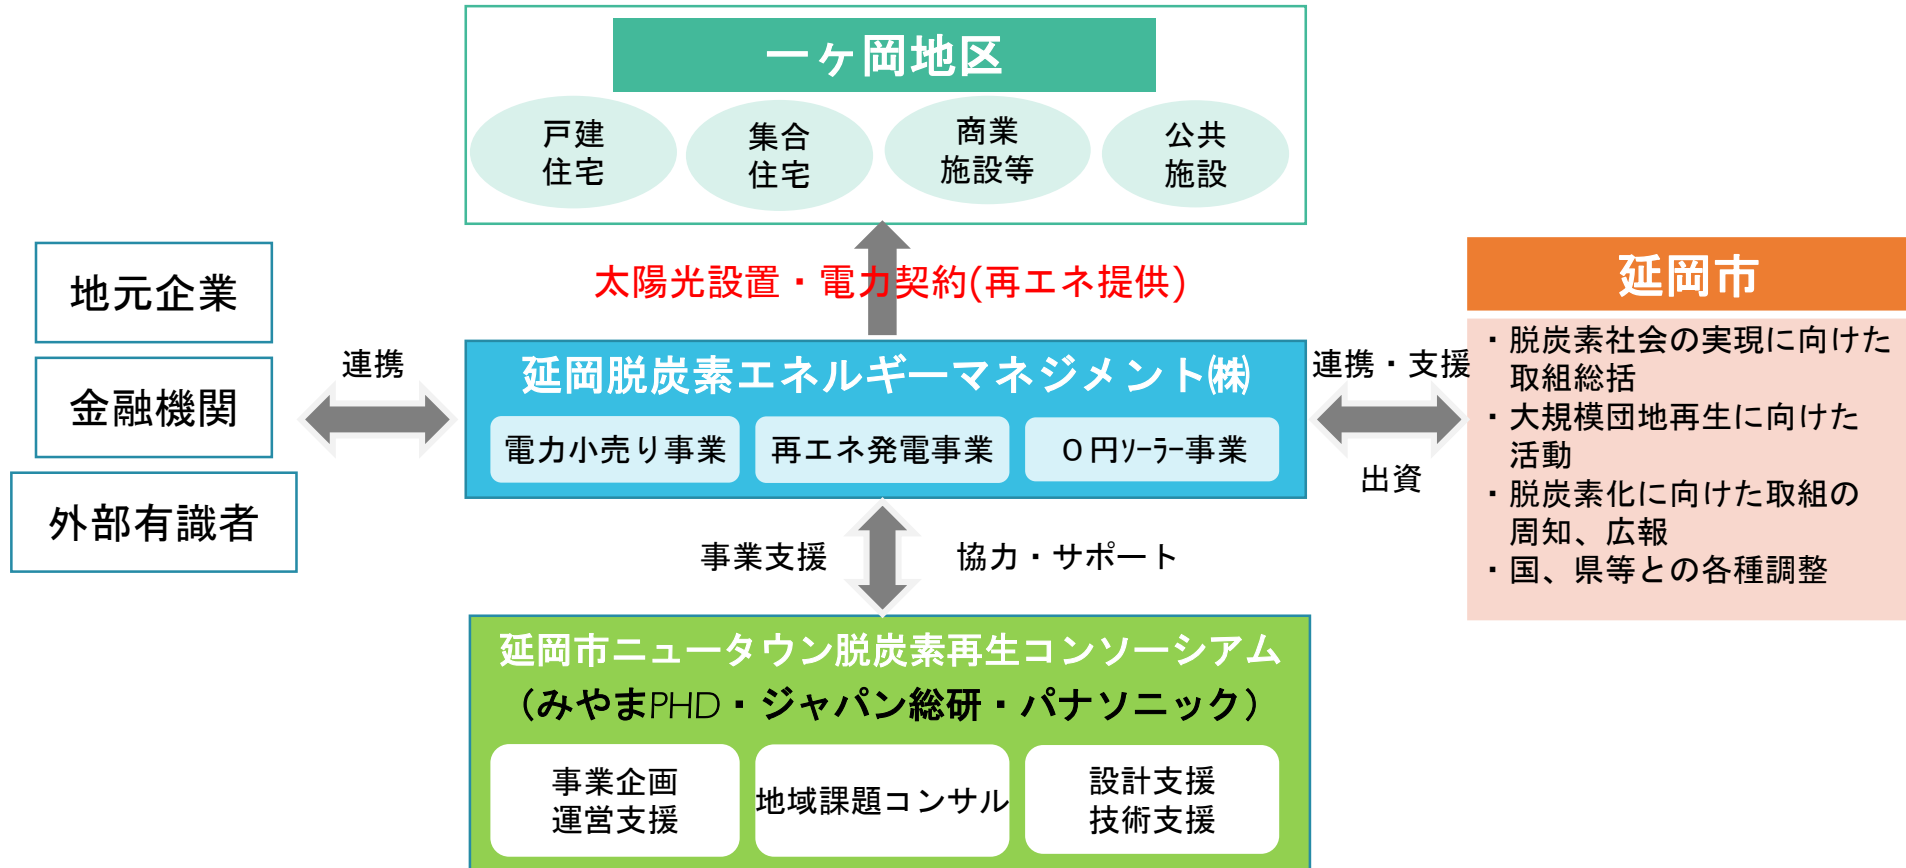 一ヶ岡地区
戸建
住宅
集合
住宅
商業
施設等
公共
施設
太陽光設置・電力契約(再エネ提供)
地元企業
金融機関
外部有識者
連携
延岡脱炭素エネルギーマネジメント㈱
電力小売り事業
再エネ発電事業
０円ｿｰﾗｰ事業
連携・支援
出資
延岡市
・脱炭素社会の実現に向けた
取組総括
・大規模団地再生に向けた
活動
・脱炭素化に向けた取組の
周知、広報
・国、県等との各種調整
事業支援
協力・サポート
延岡市ニュータウン脱炭素再生コンソーシアム
（みやまPHD・ジャパン総研・パナソニック）
事業企画
運営支援
地域課題コンサル
設計支援
技術支援